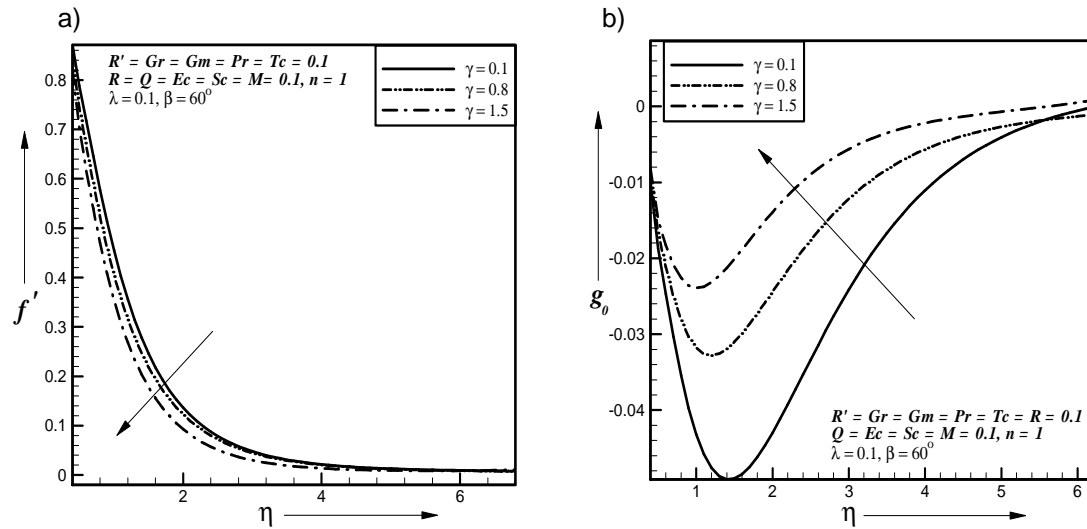 a)
R' = Gr = Gm = Pr = Tc = 0.1
R = Q = Ec = Sc = M= 0.1, n = 1
λ = 0.1, β = 60°
γ = 0.1
γ = 0.8
γ = 1.5
0.8
0.7
0.6
0.5
0.4
0.3
0.2
0.1
0
f'
2
4
6
η
b)
γ = 0.1
γ = 0.8
γ = 1.5
0
-0.01
-0.02
-0.03
-0.04
g₀
R' = Gr = Gm = Pr = Tc = R = 0.1
Q = Ec = Sc = M = 0.1, n = 1
λ = 0.1, β = 60°
1
2
3
4
5
6
η